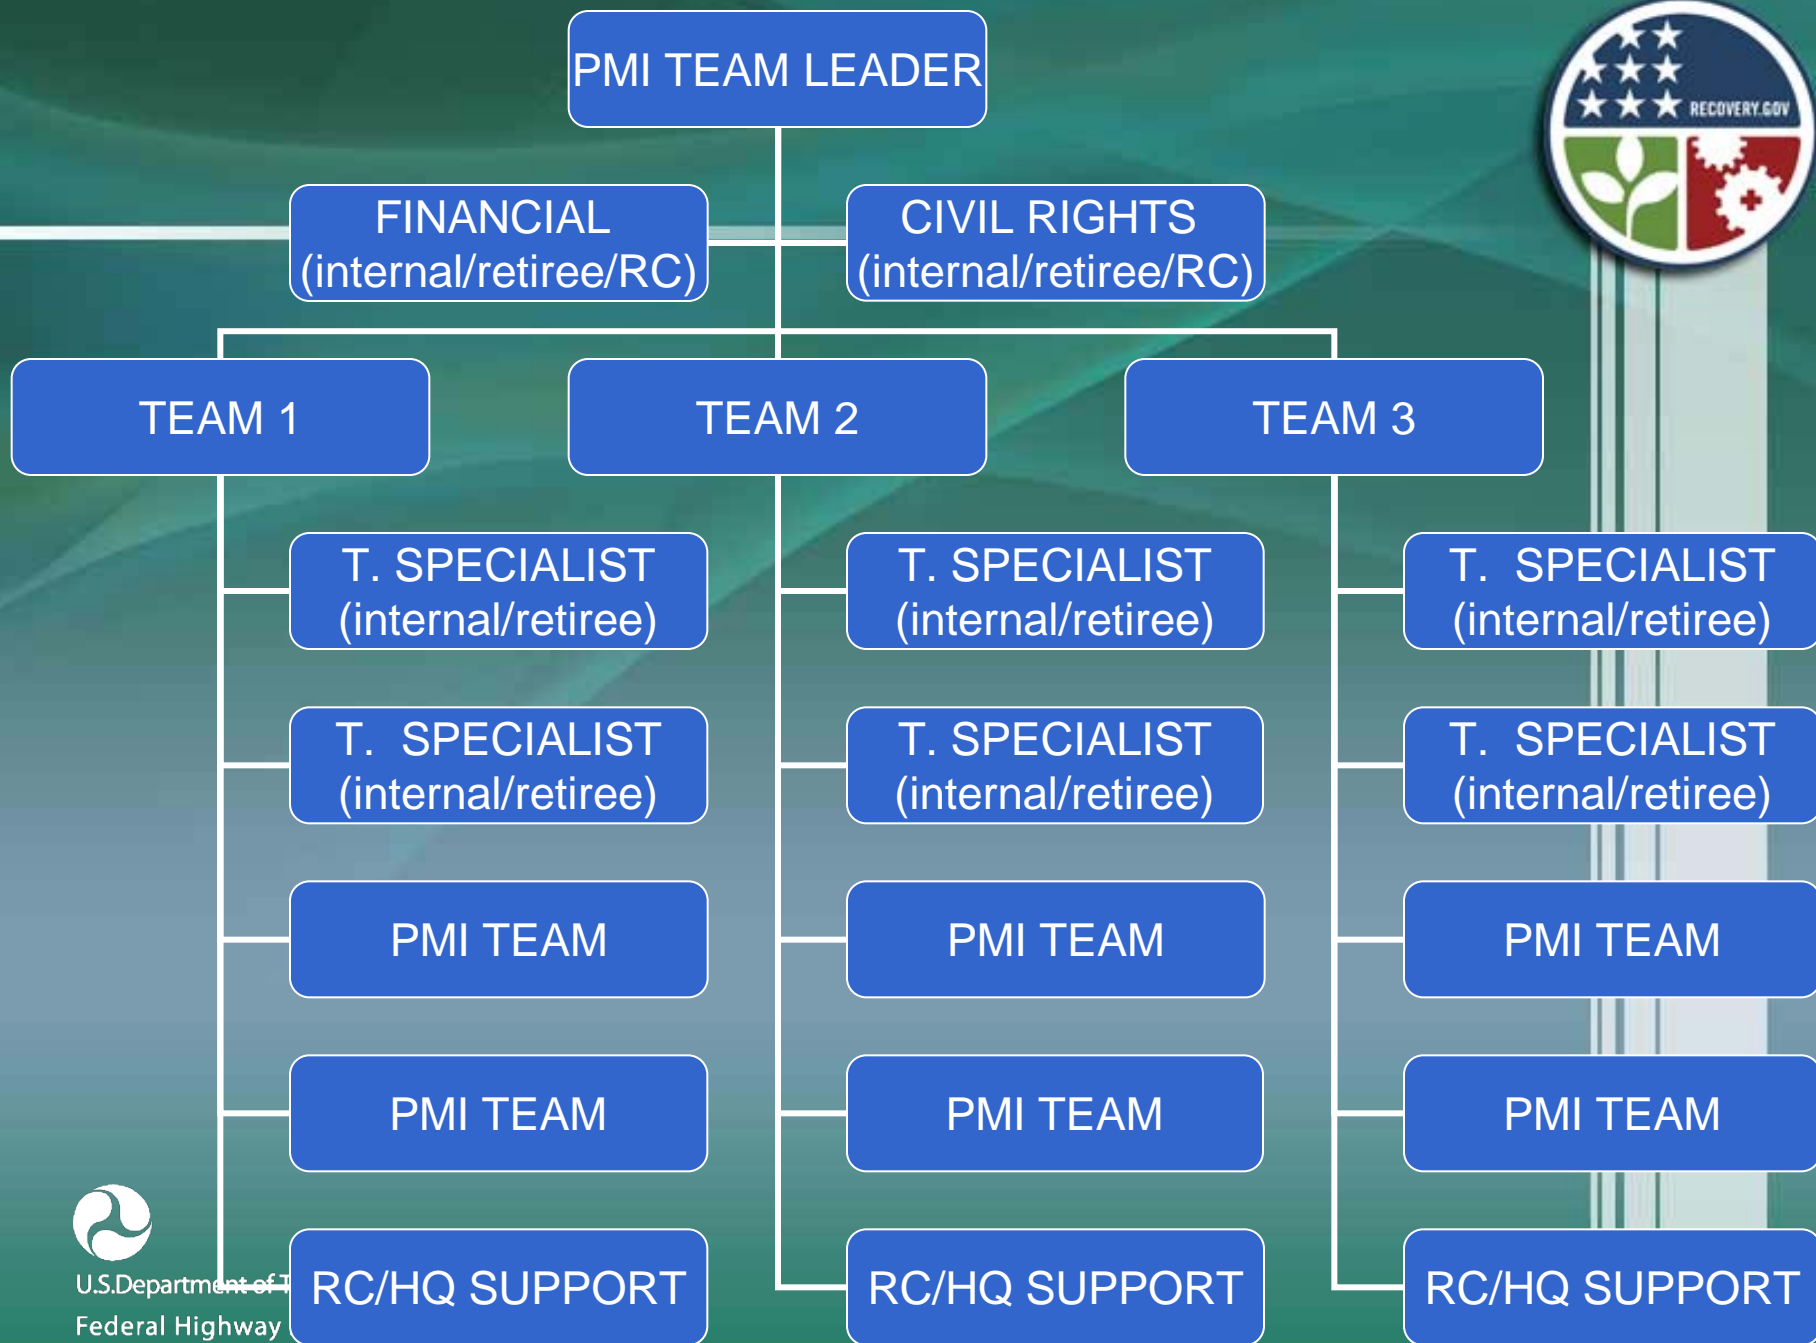 PMI TEAM LEADER
RECOVERY.GOV
FINANCIAL
(internal/retiree/RC)
CIVIL RIGHTS
(internal/retiree/RC)
TEAM 1
TEAM 2
TEAM 3
T. SPECIALIST
(internal/retiree)
T. SPECIALIST
(internal/retiree)
T.  SPECIALIST
(internal/retiree)
T.  SPECIALIST
(internal/retiree)
T. SPECIALIST
(internal/retiree)
T.  SPECIALIST
(internal/retiree)
PMI TEAM
PMI TEAM
PMI TEAM
PMI TEAM
PMI TEAM
PMI TEAM
RC/HQ SUPPORT
RC/HQ SUPPORT
RC/HQ SUPPORT
U.S.Department of
Federal Highway